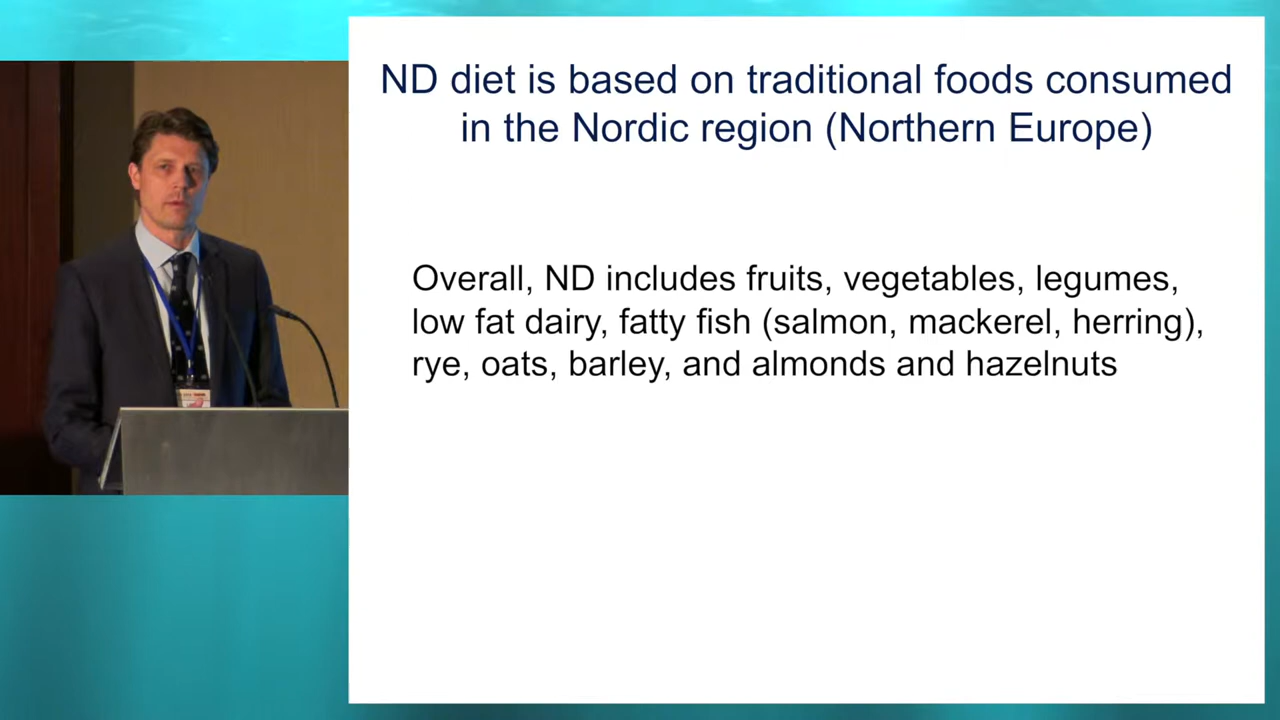 ND diet is based on traditional foods consumed
in the Nordic region (Northern Europe)
Overall, ND includes fruits, vegetables, legumes,
low fat dairy, fatty fish (salmon, mackerel, herring),
rye, oats, barley, and almonds and hazelnuts